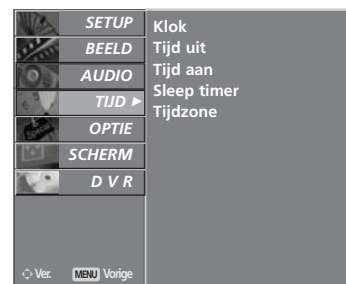 SETUP
BEELD
AUDIO
TIJD ►
OPTIE
SCHERM
D V R
Klok
Tijd uit
Tijd aan
Sleep timer
Tijdzone
Ver. MENU Vorige